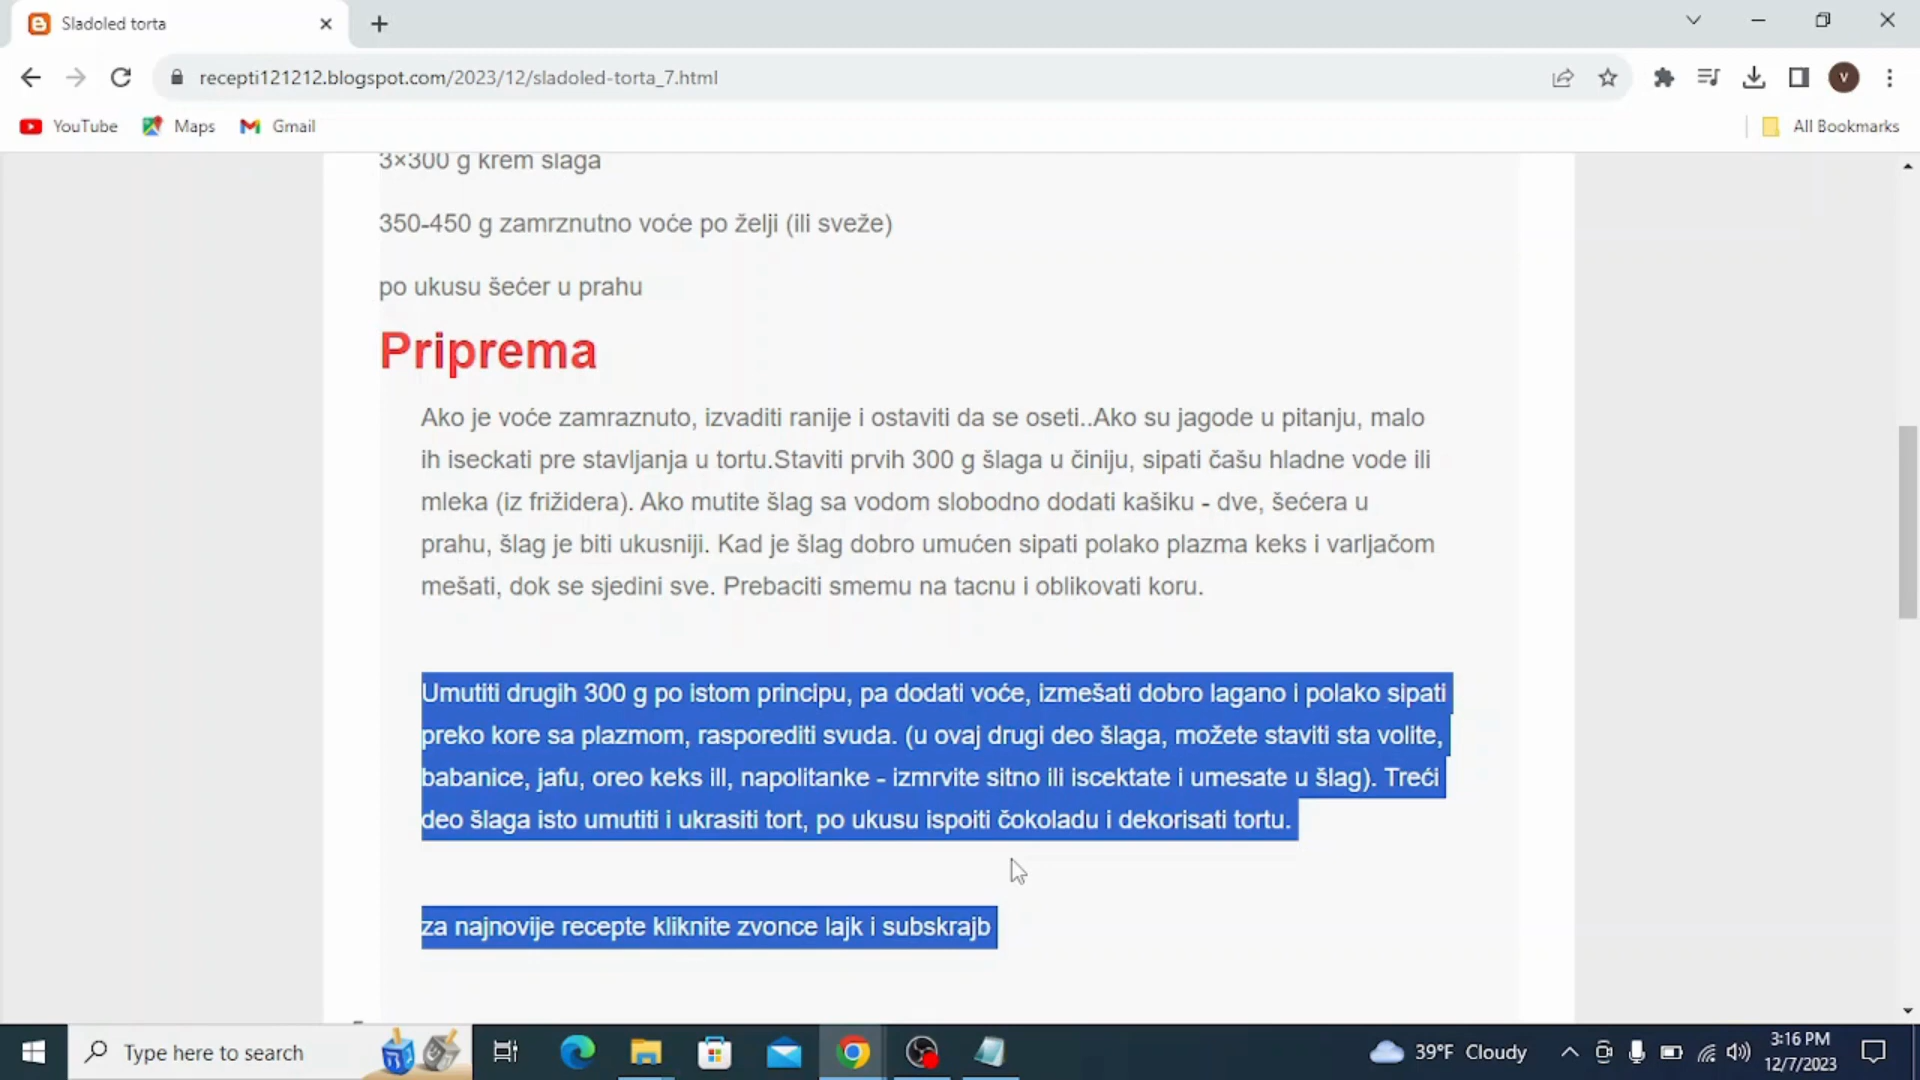 Sladoled torta
recepti121212.blogspot.com/2023/12/sladoled-torta_7.html
V
YouTube Maps Gmail All Bookmarks
3×300 g krem šlaga
350-450 g zamrznutno voće po želji (ili sveže)
po ukusu šećer u prahu
Priprema
Ako je voće zamraznuto, izvaditi ranije i ostaviti da se oseti..Ako su jagode u pitanju, malo
ih iseckati pre stavljanja u tortu.Staviti prvih 300 g šlaga u činiju, sipati čašu hladne vode ili
mleka (iz frižidera). Ako mutite šlag sa vodom slobodno dodati kašiku - dve, šećera u
prahu, šlag je biti ukusniji. Kad je šlag dobro umućen sipati polako plazma keks i varljačom
mešati, dok se sjedini sve. Prebaciti smemu na tacnu i oblikovati koru.
Umutiti drugih 300 g po istom principu, pa dodati voće, izmešati dobro lagano i polako sipati
preko kore sa plazmom, rasporediti svuda. (u ovaj drugi deo šlaga, možete staviti sta volite,
babanice, jafu, oreo keks ill, napolitanke - izmrvite sitno ili iscektate i umesate u šlag). Treći
deo šlaga isto umutiti i ukrasiti tort, po ukusu ispoiti čokoladu i dekorisati tortu.
za najnovije recepte kliknite zvonce lajk i subskrajb
Type here to search
39°F Cloudy
3:16 PM
12/7/2023